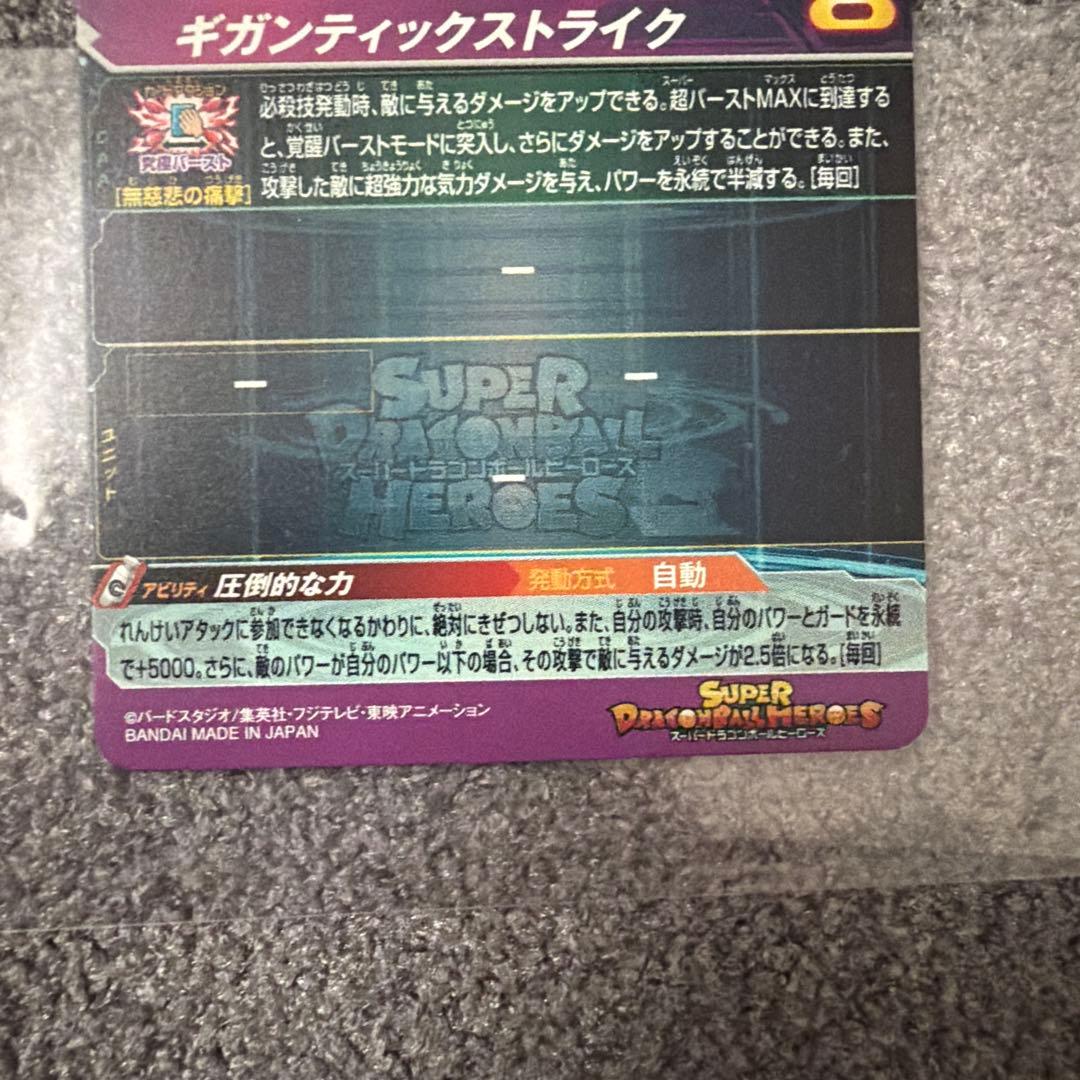 ギガンティックストライク
カードアクション
究極バースト
[無慈悲の痛撃]
必殺技発動時、敵に与えるダメージをアップできる。超バーストMAXに到達する
と、覚醒バーストモードに突入し、さらにダメージをアップすることができる。また、
攻撃した敵に超強力な気力ダメージを与え、パワーを永続で半減する。[毎回]
CAA
ー
ユニット
ー
ー
ー
SUPER
DRAGONBALL
スーパードラゴンボールヒーローズ
HEROES
アビリティ 圧倒的な力 発動方式 自動
れんけいアタックに参加できなくなるかわりに、絶対にきぜつしない。また、自分の攻撃時、自分のパワーとガードを永続
で+5000。さらに、敵のパワーが自分のパワー以下の場合、その攻撃で敵に与えるダメージが2.5倍になる。[毎回]
©バードスタジオ/集英社・フジテレビ・東映アニメーション
BANDAI MADE IN JAPAN
SUPER
DRAGONBALL HEROES
スーパードラゴンボールヒーローズ